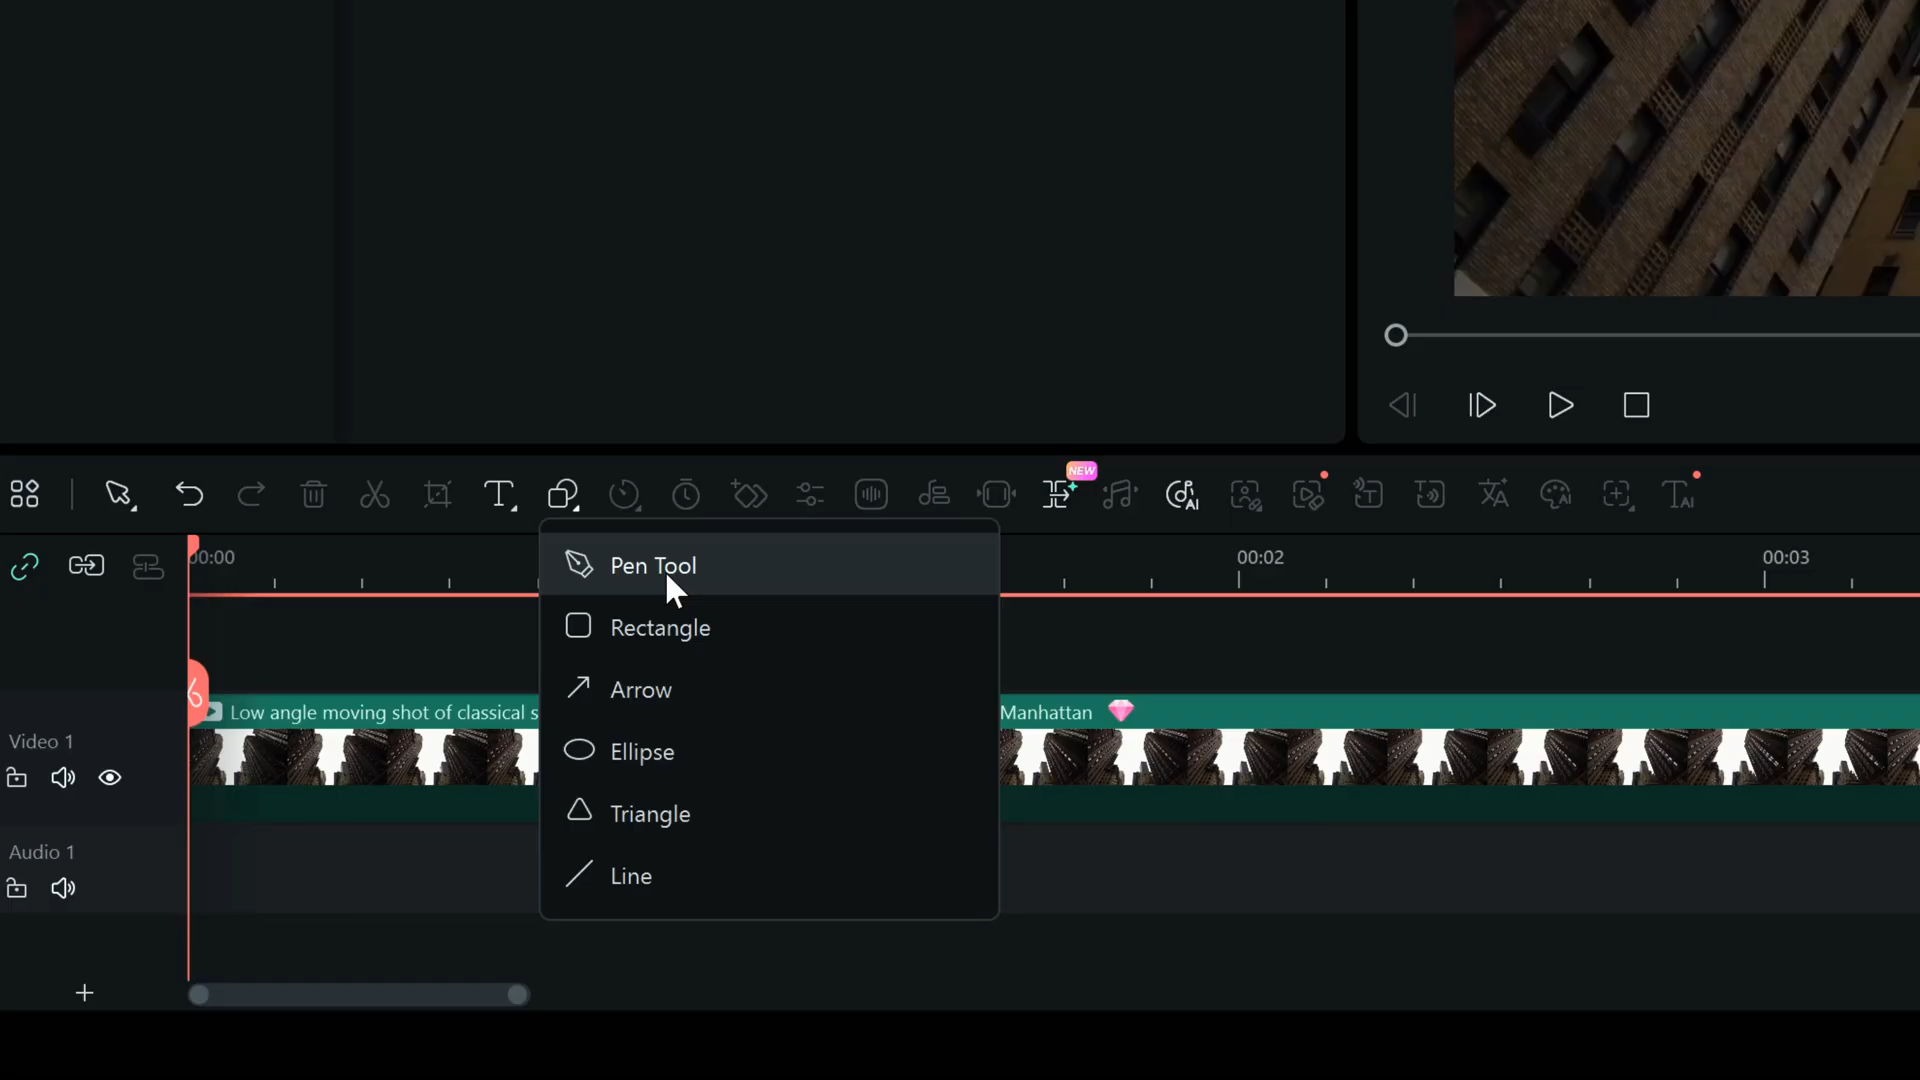 NEW
00:00
00:02
00:03
Pen Tool
Rectangle
Arrow
Ellipse
Triangle
Line
Low angle moving shot of classical s
Manhattan
Video 1
Audio 1